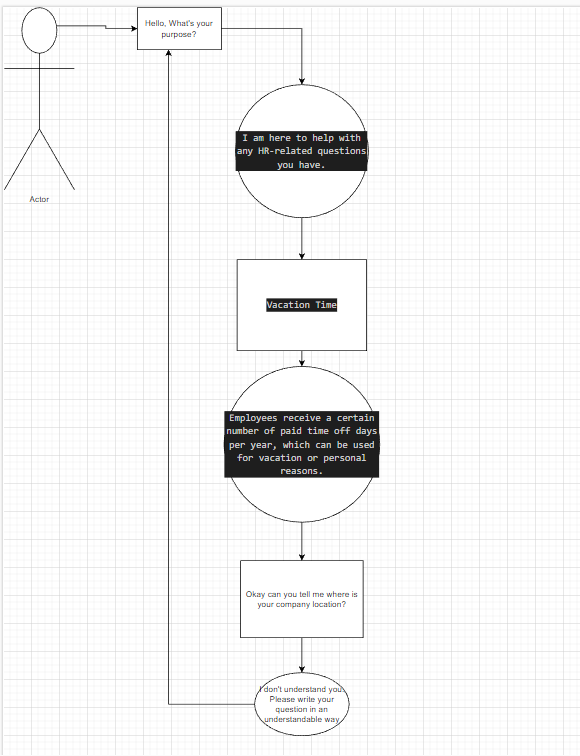 Hello, What's your
purpose?
I am here to help with
any HR-related questions
you have.
Actor
Vacation Time
Employees receive a certain
number of paid time off days
per year, which can be used
for vacation or personal
reasons.
Okay can you tell me where is
your company location?
I don't understand you.
Please write your
question in an
understandable way